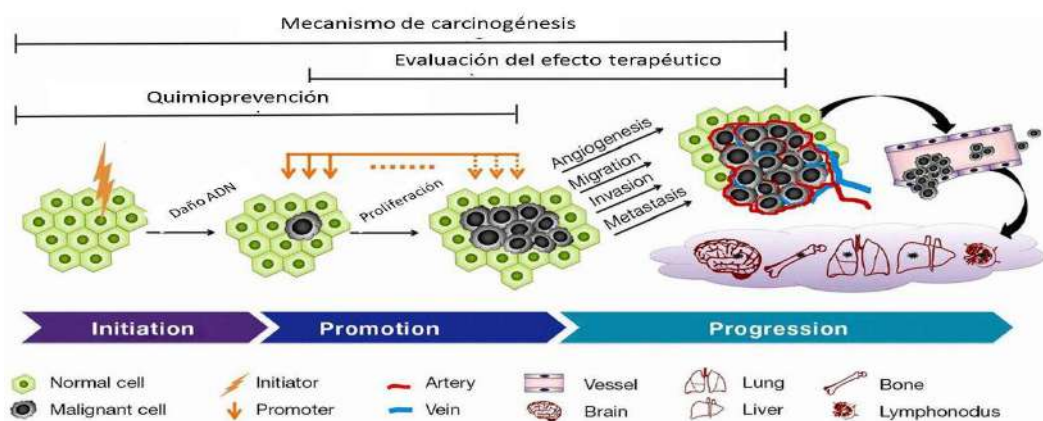 Mecanismo de carcinogénesis
Evaluación del efecto terapéutico
Quimioprevención
Daño ADN
Proliferación
Angiogenesis
Migration
Invasion
Metastasis
Initiation
Promotion
Progression
Normal cell
Initiator
Artery
Vessel
Lung
Bone
Malignant cell
Promoter
Vein
Brain
Liver
Lymphonodus